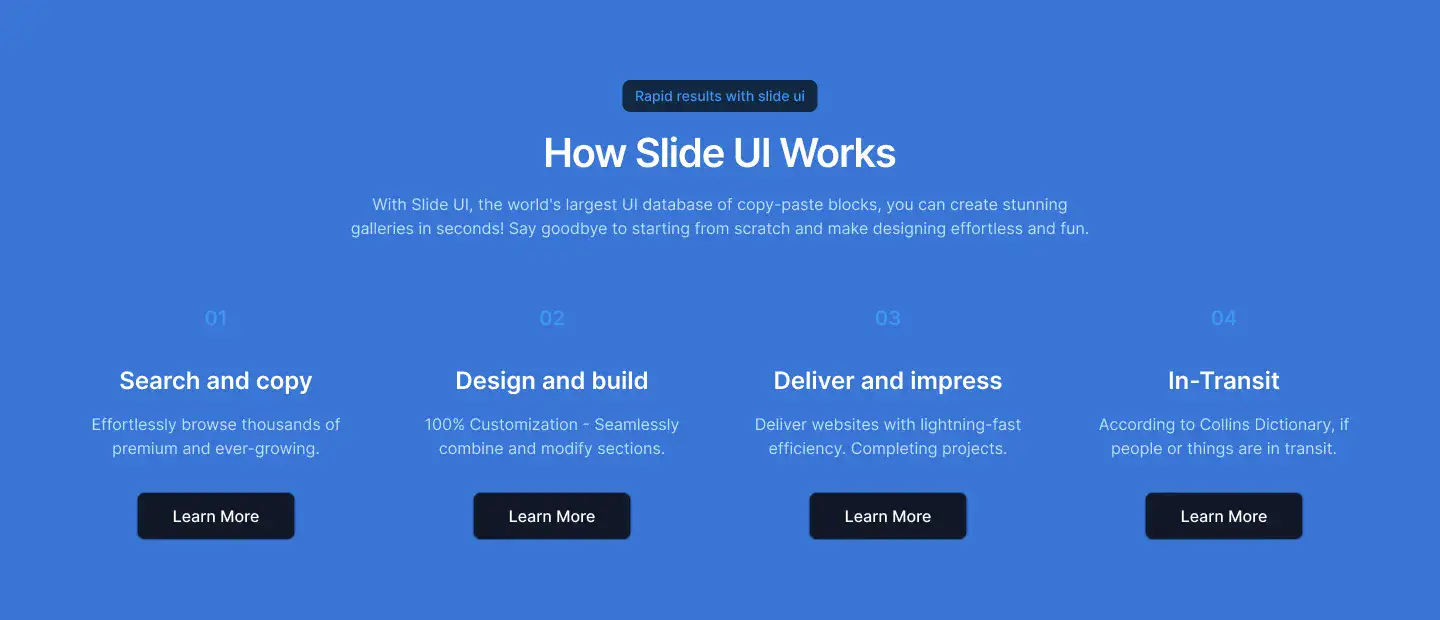 Rapid results with slide ui
How Slide UI Works
With Slide UI, the world's largest UI database of copy-paste blocks, you can create stunning
galleries in seconds! Say goodbye to starting from scratch and make designing effortless and fun.
01
Search and copy
Effortlessly browse thousands of
premium and ever-growing.
Learn More
02
Design and build
100% Customization - Seamlessly
combine and modify sections.
Learn More
03
Deliver and impress
Deliver websites with lightning-fast
efficiency. Completing projects.
Learn More
04
In-Transit
According to Collins Dictionary, if
people or things are in transit.
Learn More